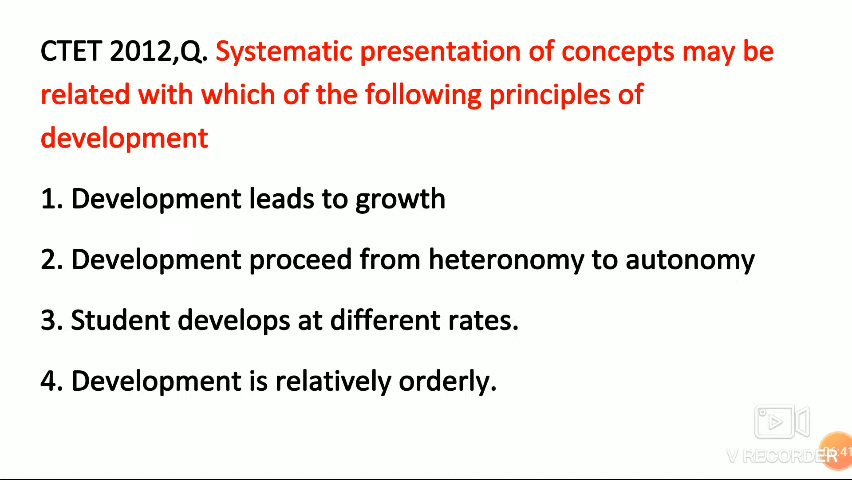 CTET 2012,Q. Systematic presentation of concepts may be
related with which of the following principles of
development
1. Development leads to growth
2. Development proceed from heteronomy to autonomy
3. Student develops at different rates.
4. Development is relatively orderly.
V RECORDER